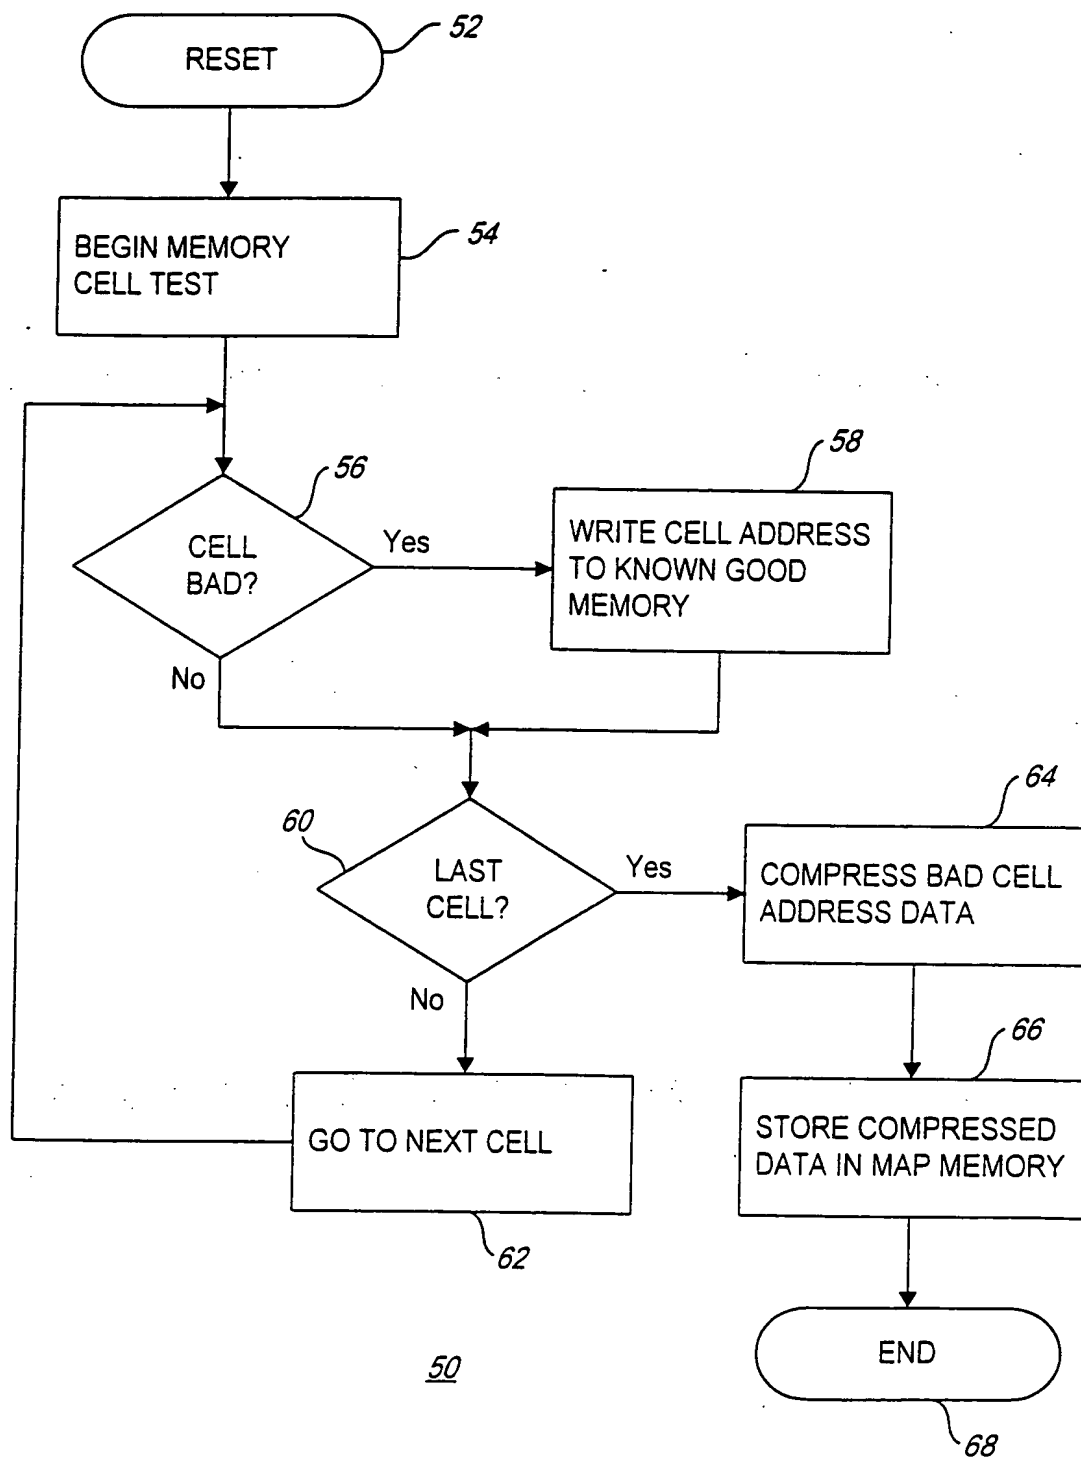 52
RESET
54
BEGIN MEMORY
CELL TEST
56
CELL
BAD?
Yes
No
58
WRITE CELL ADDRESS
TO KNOWN GOOD
MEMORY
60
LAST
CELL?
Yes
No
64
COMPRESS BAD CELL
ADDRESS DATA
66
STORE COMPRESSED
DATA IN MAP MEMORY
GO TO NEXT CELL
62
END
68
50